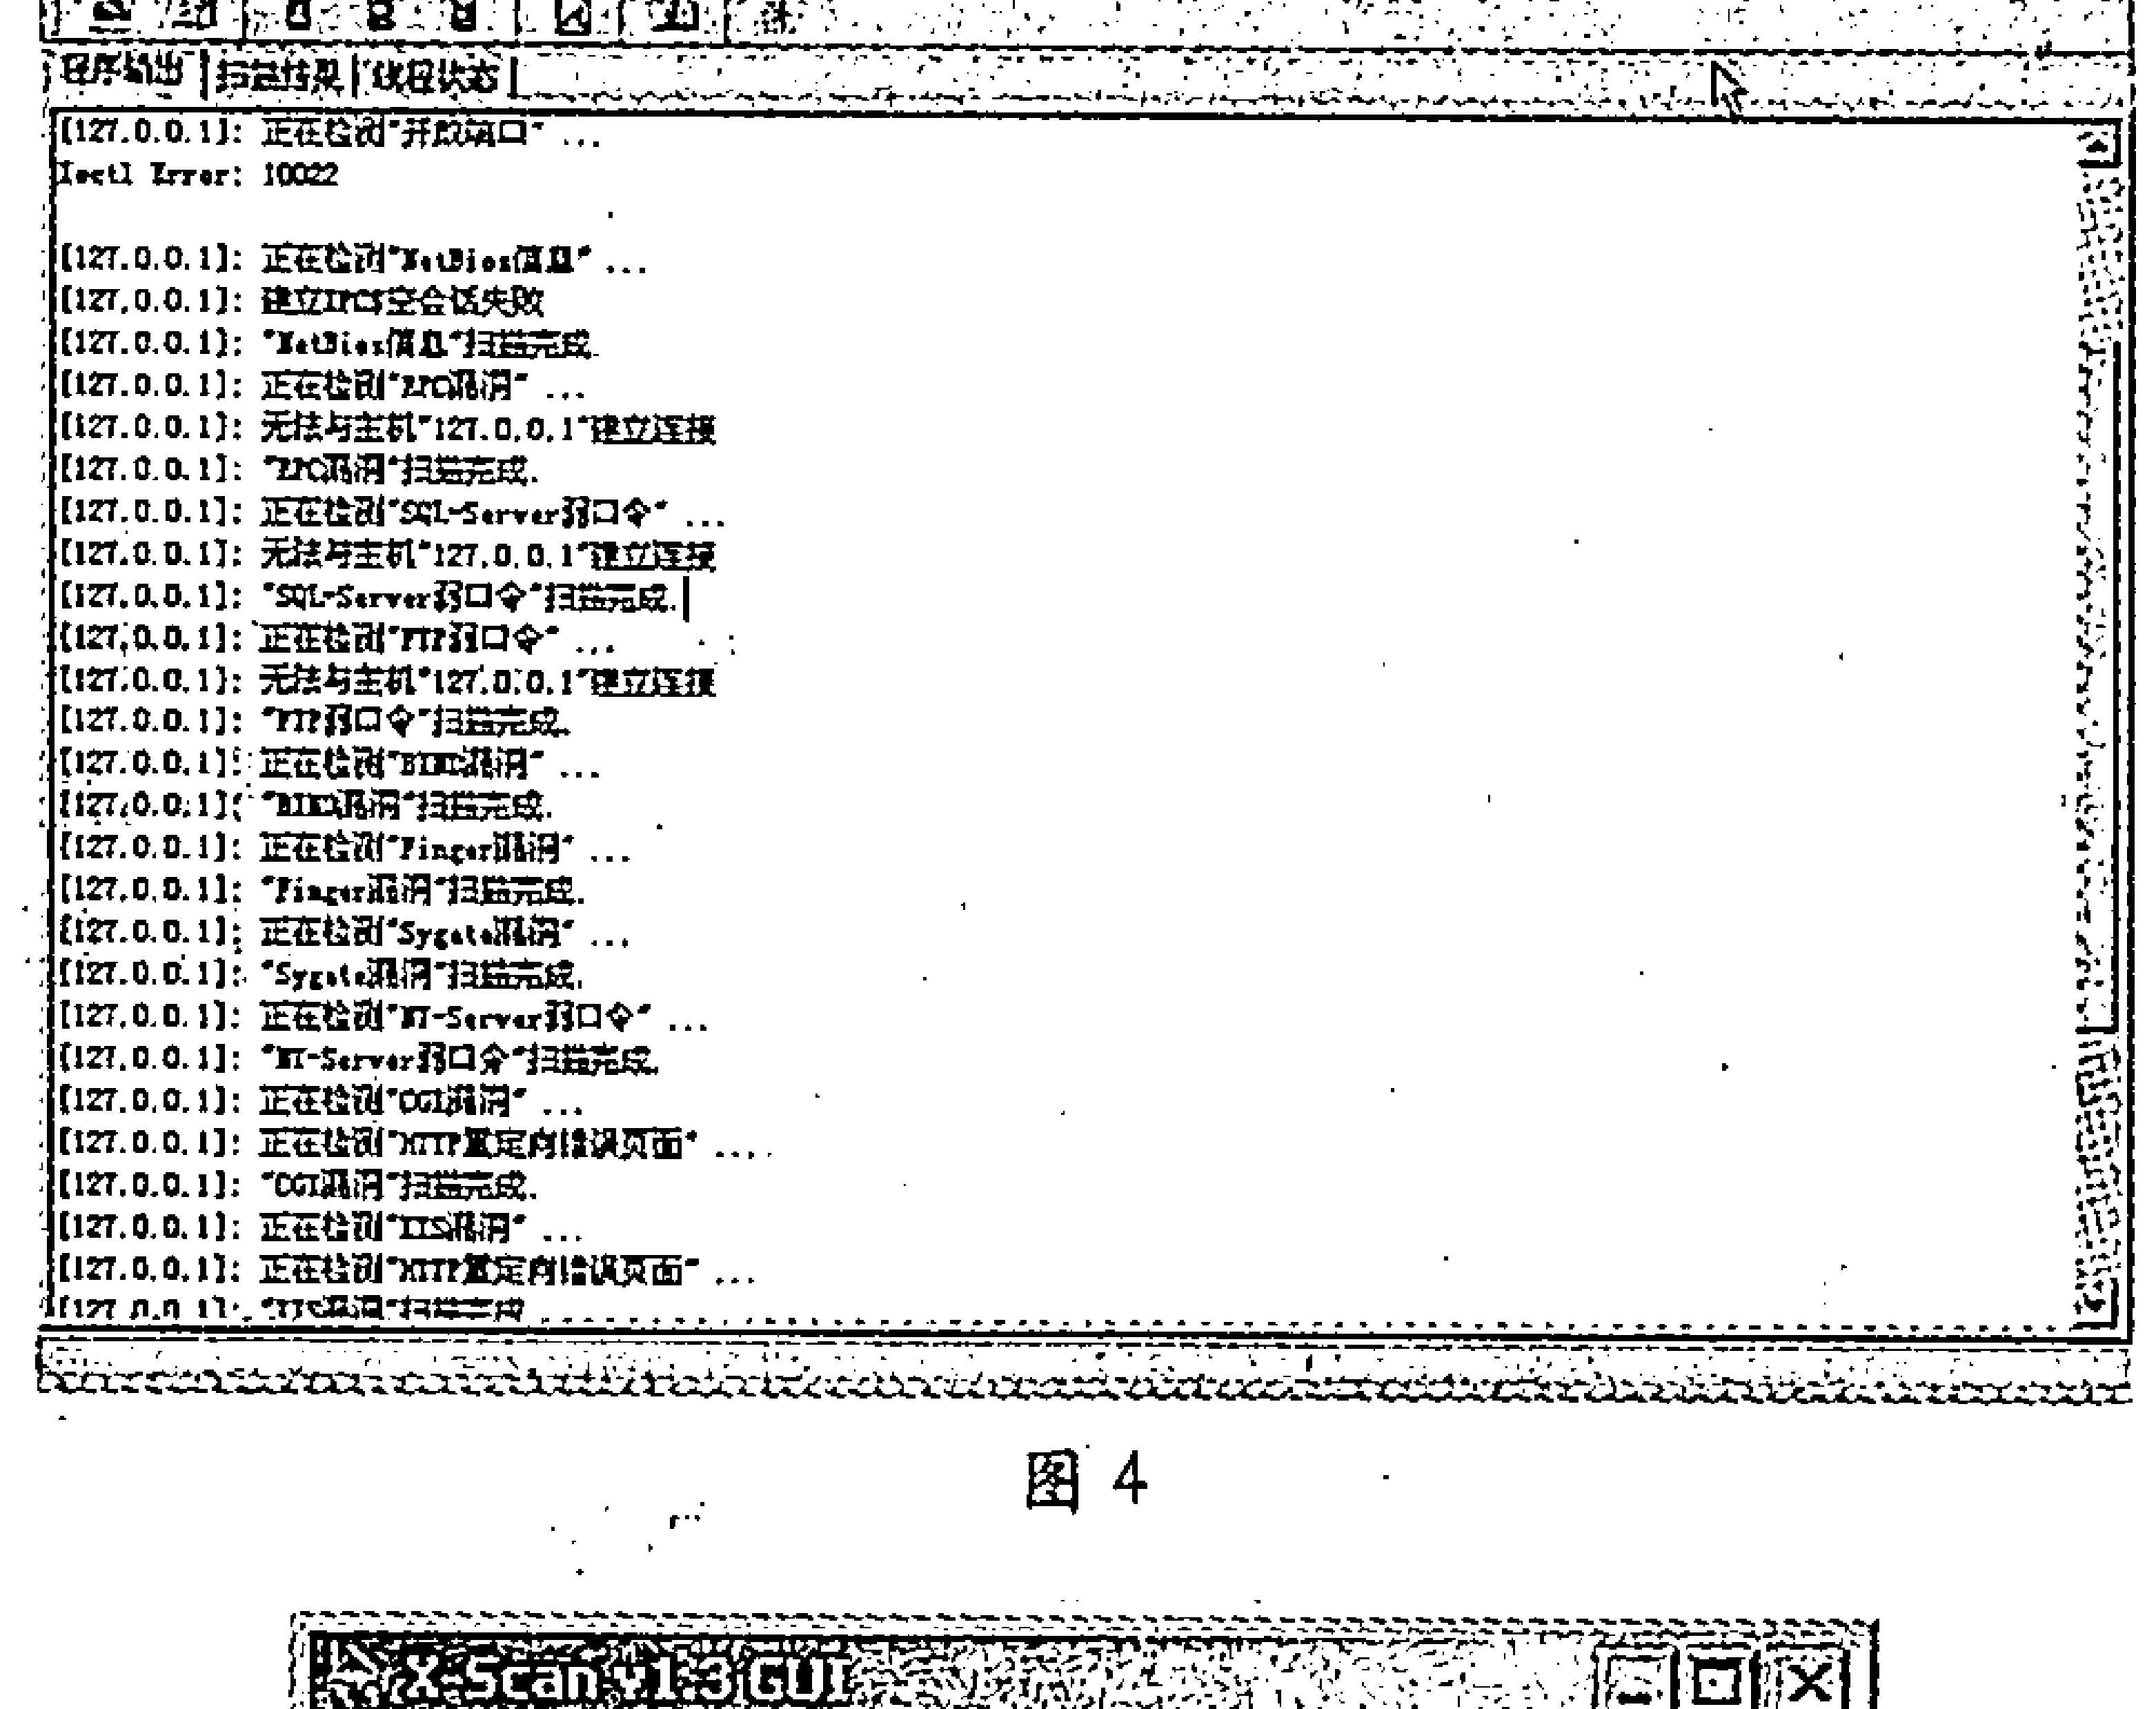 程序输出 扫描结果 线程状态
[127.0.0.1]: 正在检测"开放端口" ...
Ioctl Error: 10022
[127.0.0.1]: 正在检测"NetBios信息" ...
[127.0.0.1]: 建立IPC$空会话失败
[127.0.0.1]: "NetBios信息"扫描完成.
[127.0.0.1]: 正在检测"RPC漏洞" ...
[127.0.0.1]: 无法与主机"127.0.0.1"建立连接
[127.0.0.1]: "RPC漏洞"扫描完成.
[127.0.0.1]: 正在检测"SQL-Server弱口令" ...
[127.0.0.1]: 无法与主机"127.0.0.1"建立连接
[127.0.0.1]: "SQL-Server弱口令"扫描完成.
[127.0.0.1]: 正在检测"FTP弱口令" ...
[127.0.0.1]: 无法与主机"127.0.0.1"建立连接
[127.0.0.1]: "FTP弱口令"扫描完成.
[127.0.0.1]: 正在检测"BIND漏洞" ...
[127.0.0.1]: "BIND漏洞"扫描完成.
[127.0.0.1]: 正在检测"Finger漏洞" ...
[127.0.0.1]: "Finger漏洞"扫描完成.
[127.0.0.1]: 正在检测"Sygate漏洞" ...
[127.0.0.1]: "Sygate漏洞"扫描完成.
[127.0.0.1]: 正在检测"NT-Server弱口令" ...
[127.0.0.1]: "NT-Server弱口令"扫描完成.
[127.0.0.1]: 正在检测"CGI漏洞" ...
[127.0.0.1]: 正在检测"HTTP重定向错误页面" ...
[127.0.0.1]: "CGI漏洞"扫描完成.
[127.0.0.1]: 正在检测"IIS漏洞" ...
[127.0.0.1]: 正在检测"HTTP重定向错误页面" ...
[127.0.0.1]: "IIS漏洞"扫描完成
图 4
X-Scan v1.3 GUI